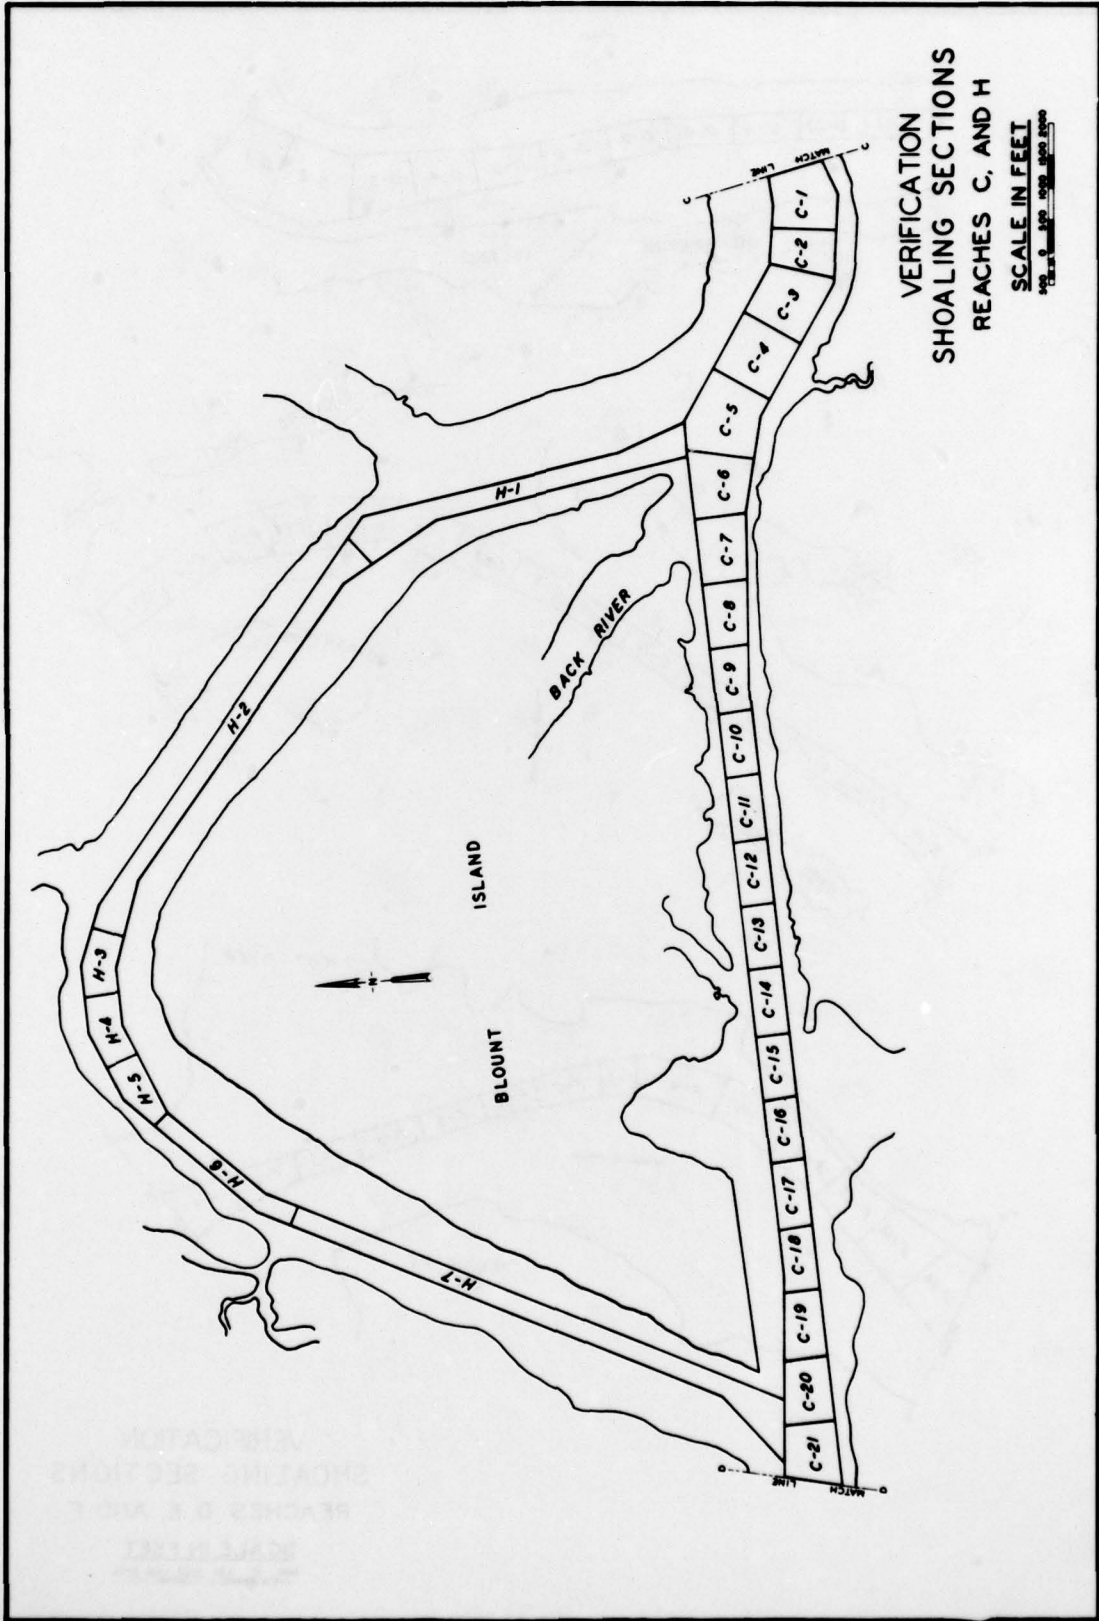 VERIFICATION
SHOALING SECTIONS
REACHES C, AND H
SCALE IN FEET
500 0 500 1000 1500 2000
H-1
H-2
H-3
H-4
H-5
H-6
H-7
N
BLOUNT ISLAND
BACK RIVER
C
MATCH LINE
C
C-1
C-2
C-3
C-4
C-5
C-6
C-7
C-8
C-9
C-10
C-11
C-12
C-13
C-14
C-15
C-16
C-17
C-18
C-19
C-20
C-21
D
MATCH LINE
D